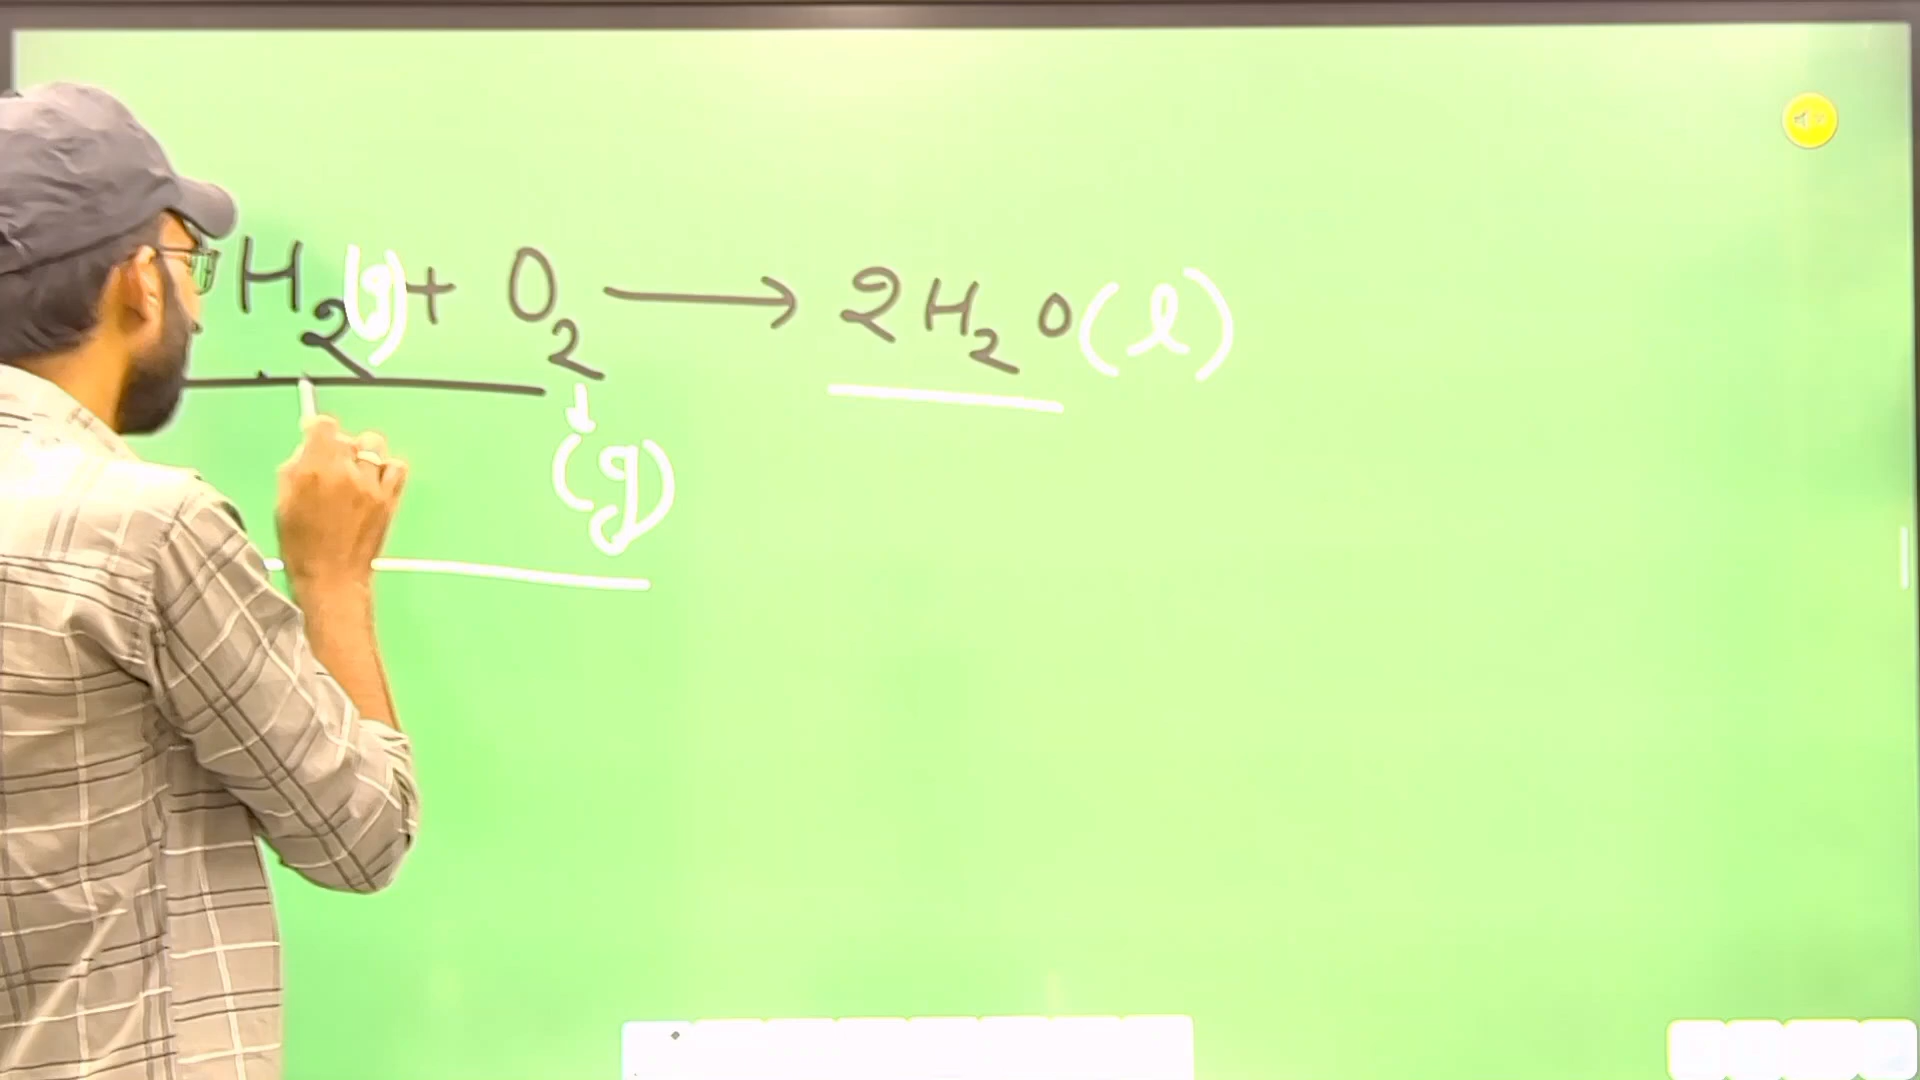 H₂(g) + O₂ ⟶ 2H₂O(l)
↓
(g)